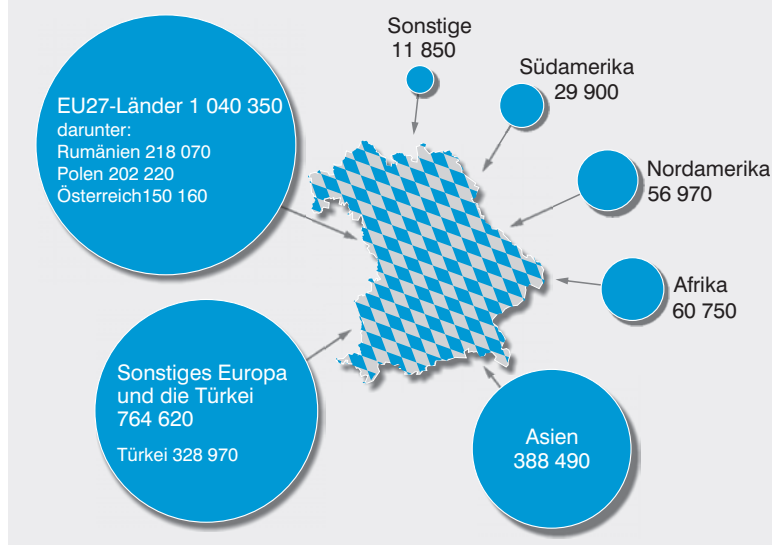 Sonstige
11 850
Südamerika
29 900
EU27-Länder 1 040 350
darunter:
Rumänien 218 070
Polen 202 220
Österreich150 160
Nordamerika
56 970
Afrika
60 750
Sonstiges Europa
und die Türkei
764 620
Türkei 328 970
Asien
388 490